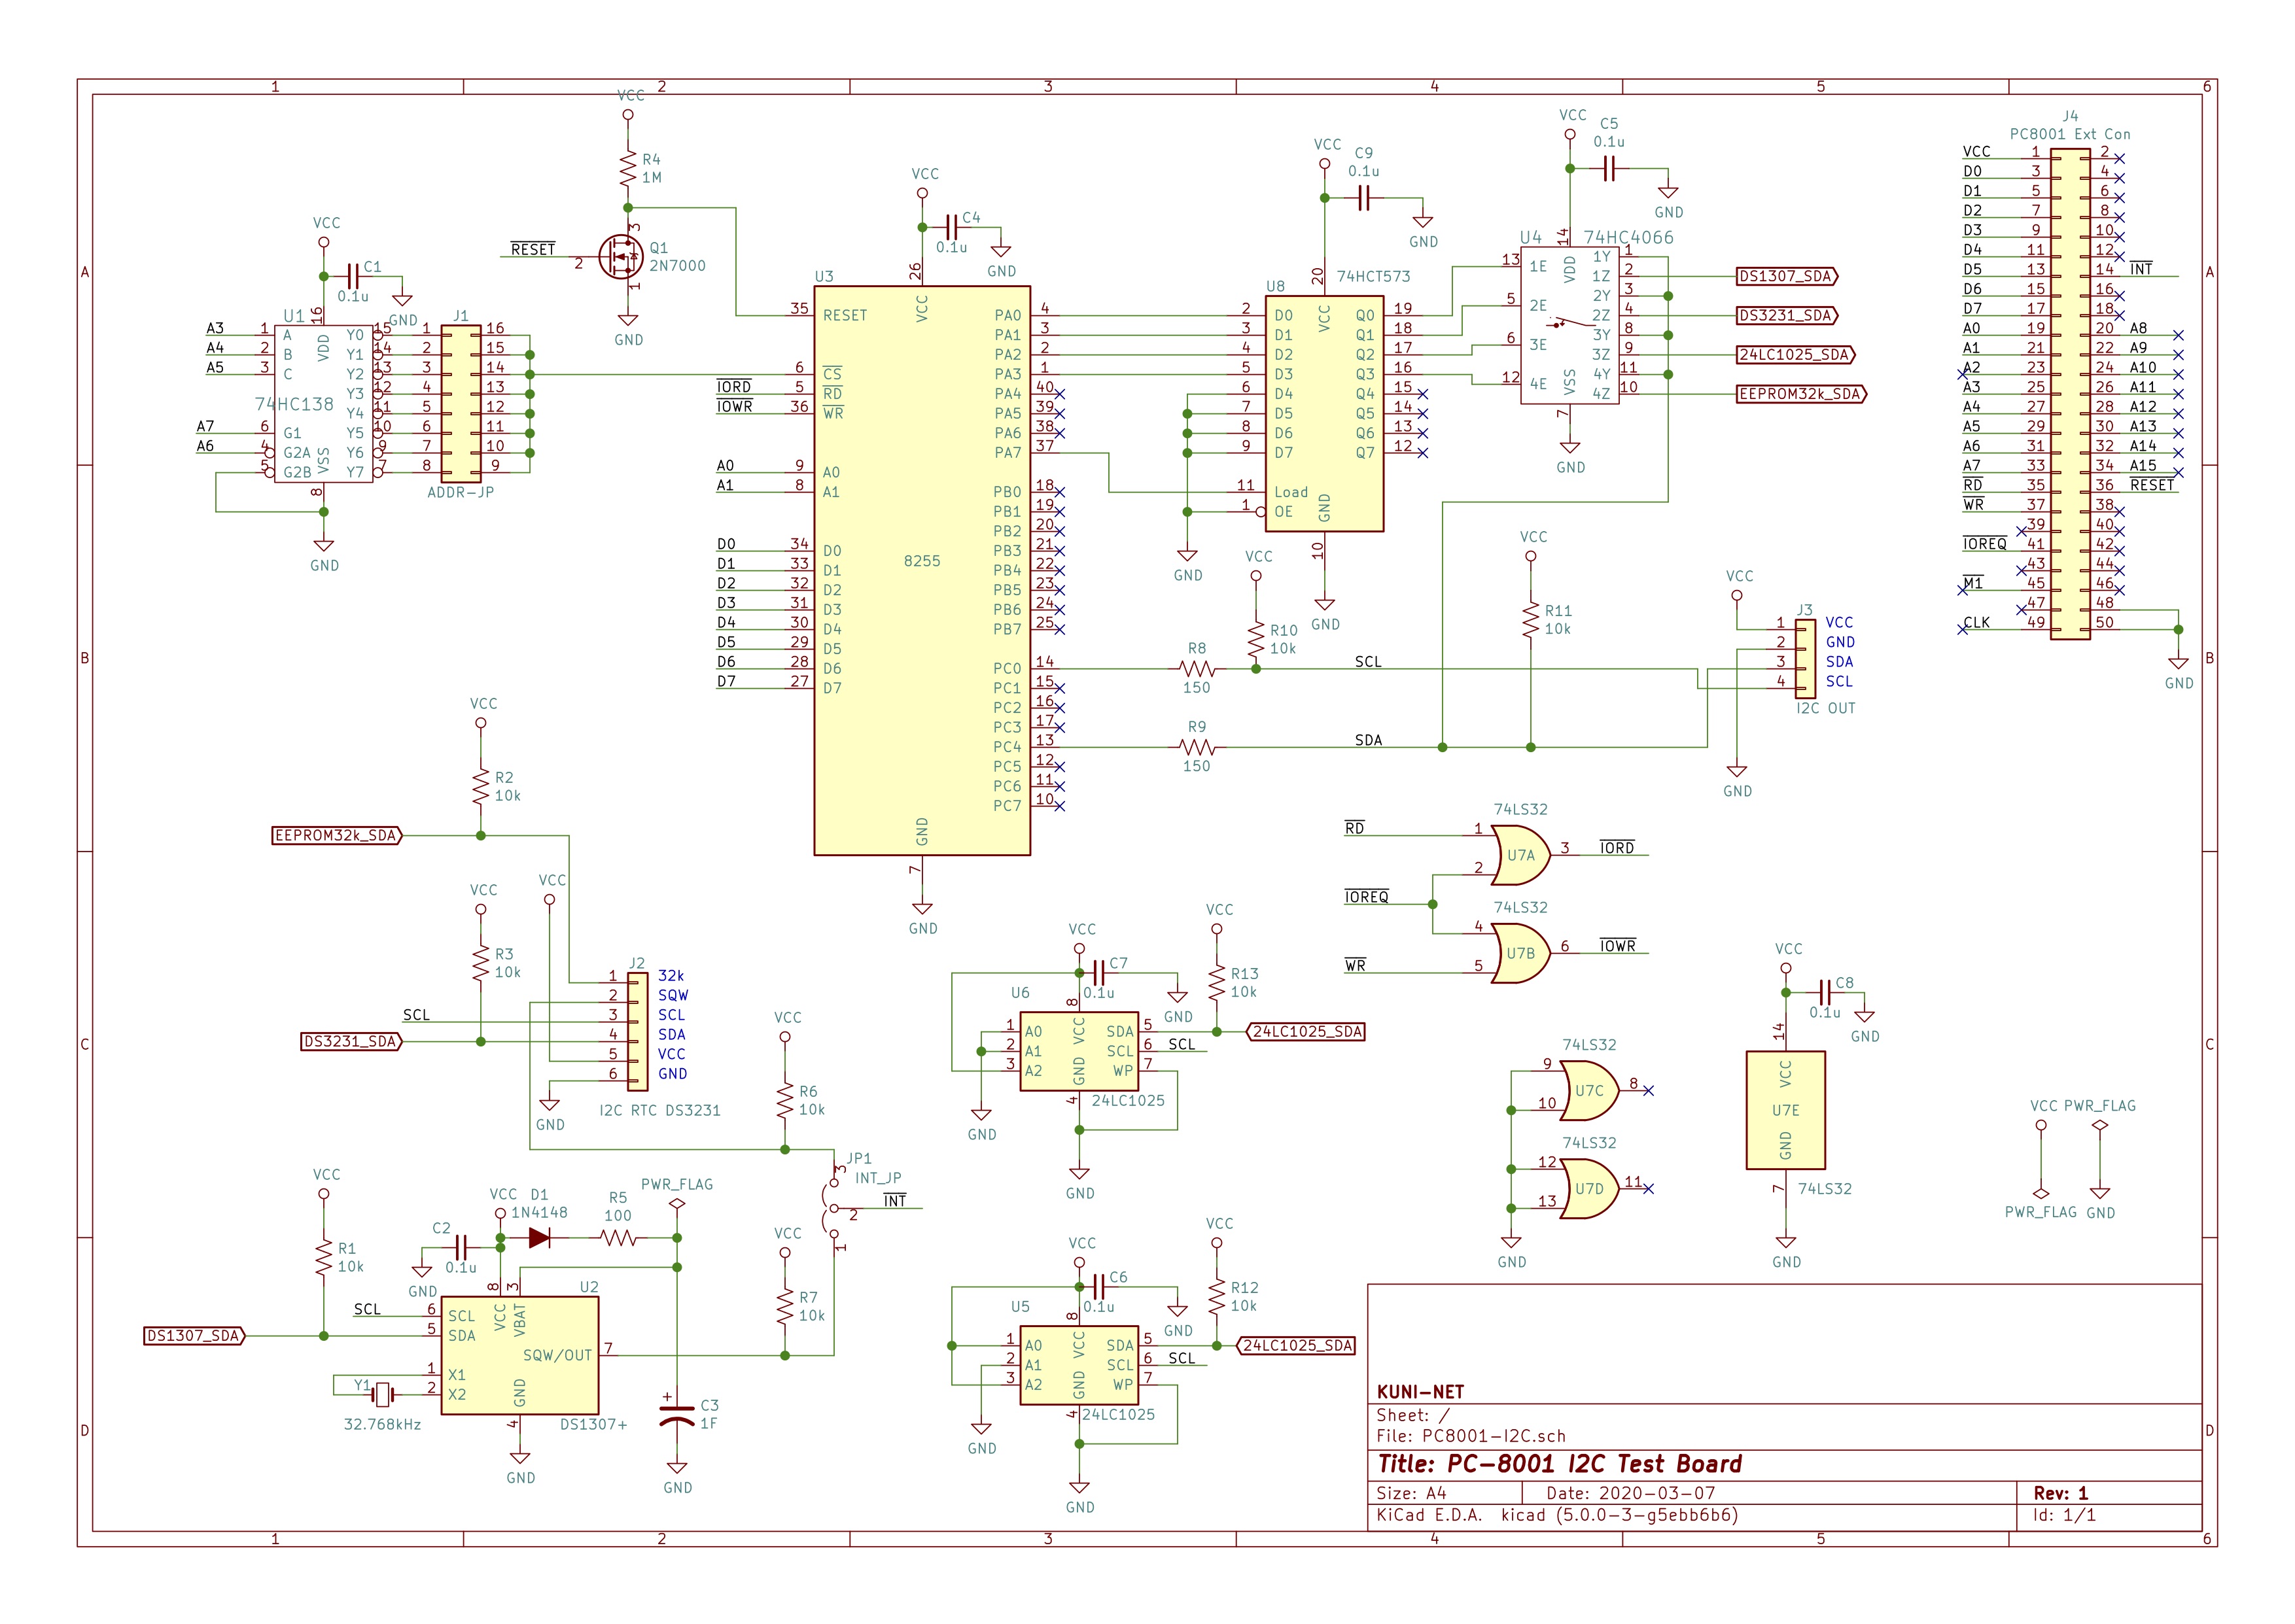 1 2 3 4 5 6
A B C D
VCC
R4
1M
RESET
2
3
1
Q1
2N7000
GND
VCC
C1
0.1u
GND
U1
74HC138
16
VDD
VSS
8
GND
A3 1 A
A4 2 B
A5 3 C
A7 6 G1
A6 4 G2A
5 G2B
Y0 15 1 16
Y1 14 2 15
Y2 13 3 14
Y3 12 4 13
Y4 11 5 12
Y5 10 6 11
Y6 9 7 10
Y7 7 8 9
J1
ADDR-JP
VCC
C4
0.1u
GND
U3
8255
26
VCC
35 RESET
6 CS
IORD 5 RD
IOWR 36 WR
A0 9 A0
A1 8 A1
D0 34 D0
D1 33 D1
D2 32 D2
D3 31 D3
D4 30 D4
D5 29 D5
D6 28 D6
D7 27 D7
PA0 4
PA1 3
PA2 2
PA3 1
PA4 40
PA5 39
PA6 38
PA7 37
PB0 18
PB1 19
PB2 20
PB3 21
PB4 22
PB5 23
PB6 24
PB7 25
PC0 14
PC1 15
PC2 16
PC3 17
PC4 13
PC5 12
PC6 11
PC7 10
GND
7
GND
VCC
C9
0.1u
GND
74HCT573
U8
20
VCC
2 D0 Q0 19
3 D1 Q1 18
4 D2 Q2 17
5 D3 Q3 16
6 D4 Q4 15
7 D5 Q5 14
8 D6 Q6 13
9 D7 Q7 12
11 Load
1 OE
GND
10
GND
GND
VCC
C5
0.1u
GND
U4
74HC4066
14
VDD
13 1E
5 2E
6 3E
12 4E
1Y 1
1Z 2
2Y 3
2Z 4
3Y 8
3Z 9
4Y 11
4Z 10
VSS
7
GND
DS1307_SDA
DS3231_SDA
24LC1025_SDA
EEPROM32k_SDA
J4
PC8001 Ext Con
VCC 1 2
D0 3 4
D1 5 6
D2 7 8
D3 9 10
D4 11 12
D5 13 14 INT
D6 15 16
D7 17 18
A0 19 20 A8
A1 21 22 A9
A2 23 24 A10
A3 25 26 A11
A4 27 28 A12
A5 29 30 A13
A6 31 32 A14
A7 33 34 A15
RD 35 36 RESET
WR 37 38
39 40
IOREQ 41 42
43 44
M1 45 46
47 48
CLK 49 50
GND
VCC
R10
10k
VCC
R11
10k
R8
150
SCL
R9
150
SDA
VCC
J3
1 VCC
2 GND
3 SDA
4 SCL
I2C OUT
GND
VCC
R2
10k
EEPROM32k_SDA
VCC
R3
10k
VCC
J2
1 32k
2 SQW
SCL 3 SCL
DS3231_SDA 4 SDA
5 VCC
6 GND
I2C RTC DS3231
GND
VCC
R6
10k
JP1
INT_JP
3
2
1
INT
VCC
R7
10k
VCC
R1
10k
DS1307_SDA
VCC
D1
1N4148
R5
100
PWR_FLAG
C2
0.1u
GND
U2
8
3
VCC
VBAT
SCL 6 SCL
5 SDA
SQW/OUT 7
1 X1
2 X2
Y1
32.768kHz
GND
4
DS1307+
GND
C3
1F
GND
VCC
C7
0.1u
GND
VCC
R13
10k
U6
8
VCC
1 A0 SDA 5
2 A1 SCL 6 SCL
3 A2 WP 7
GND
4
24LC1025
24LC1025_SDA
GND
GND
VCC
C6
0.1u
GND
VCC
R12
10k
U5
8
VCC
1 A0 SDA 5
2 A1 SCL 6 SCL
3 A2 WP 7
GND
4
24LC1025
24LC1025_SDA
GND
GND
74LS32
RD 1
2
U7A
3 IORD
IOREQ
74LS32
4
WR 5
U7B
6 IOWR
74LS32
9
10
U7C
8
74LS32
12
13
U7D
11
GND
VCC
C8
0.1u
GND
14
VCC
U7E
GND
7
74LS32
GND
VCC PWR_FLAG
PWR_FLAG GND
KUNI-NET
Sheet: /
File: PC8001-I2C.sch
Title: PC-8001 I2C Test Board
Size: A4 Date: 2020-03-07 Rev: 1
KiCad E.D.A. kicad (5.0.0-3-g5ebb6b6) Id: 1/1
1 2 3 4 5 6
A B C D